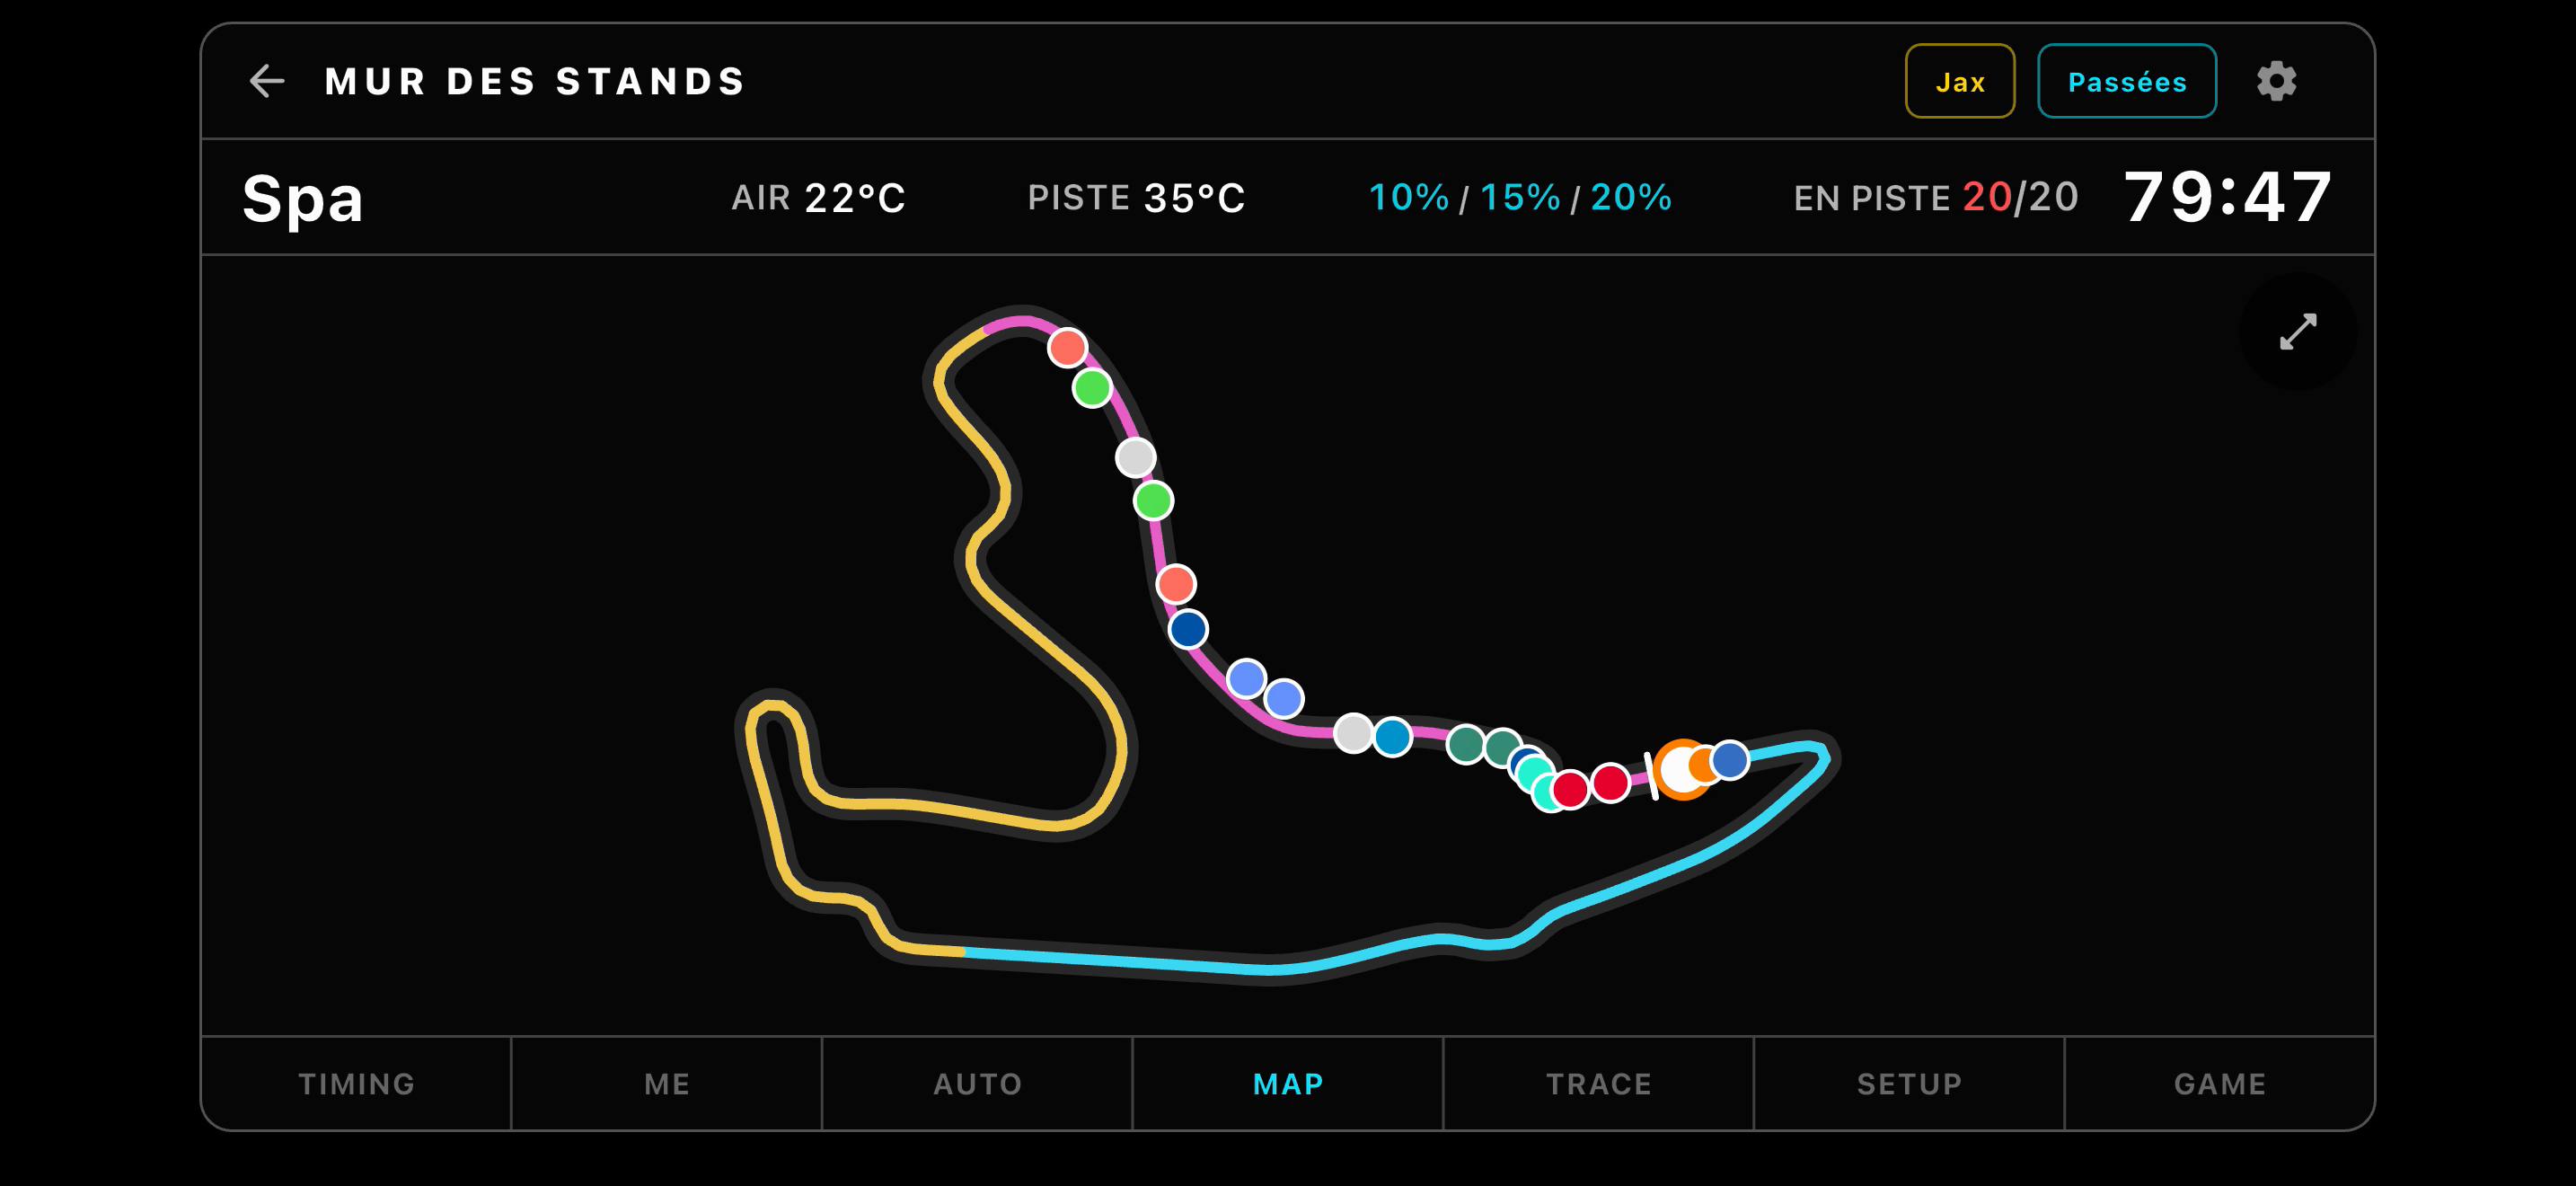 MUR DES STANDS
Jax
Passées
Spa
AIR 22°C
PISTE 35°C
10% / 15% / 20%
EN PISTE 20/20
79:47
TIMING
ME
AUTO
MAP
TRACE
SETUP
GAME